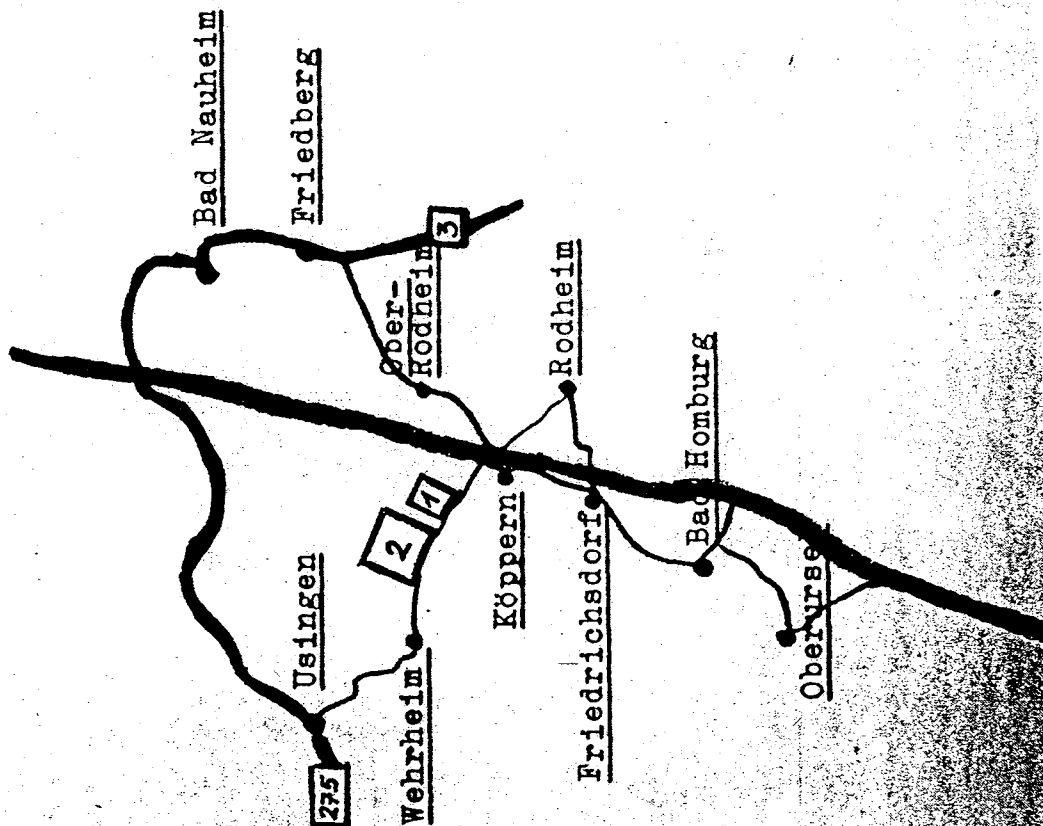 Bad Nauheim
Friedberg
3
Ober-
Rodheim
Rodheim
Bad Homburg
1
2
Usingen
Köppern
Friedrichsdorf
Oberursel
Wehrheim
275